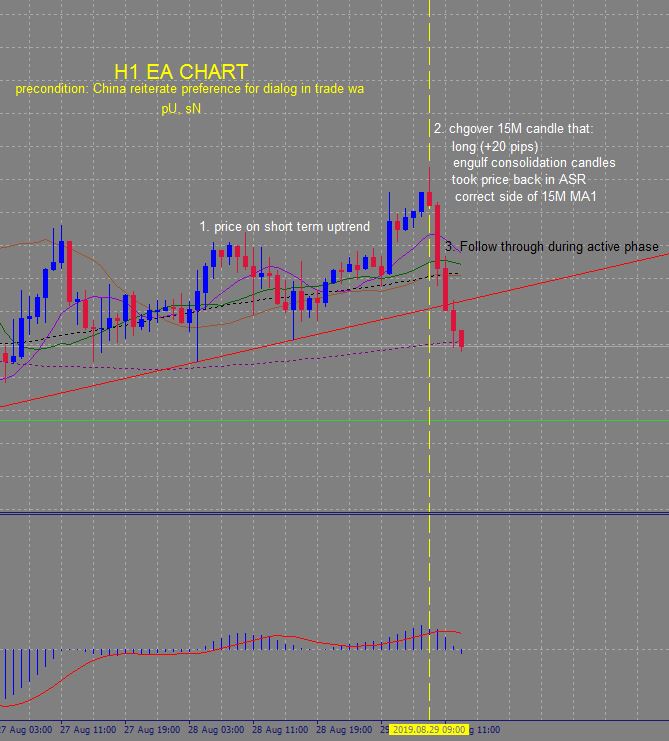 H1 EA CHART
precondition: China reiterate preference for dialog in trade wa
pU, sN
2. chgover 15M candle that:
long (+20 pips)
engulf consolidation candles
took price back in ASR
correct side of 15M MA1
1. price on short term uptrend
3. Follow through during active phase
27 Aug 03:00 27 Aug 11:00 27 Aug 19:00 28 Aug 03:00 28 Aug 11:00 28 Aug 19:00 29 2019.08.29 09:00 g 11:00